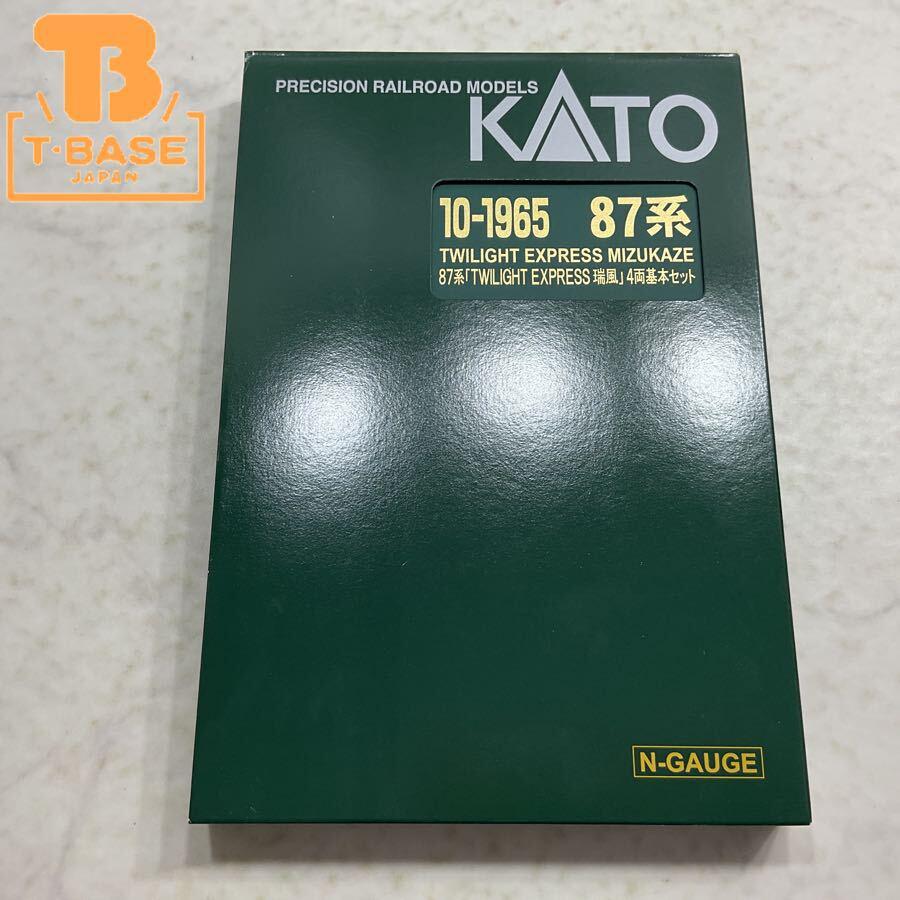 TB
T・BASE
JAPAN
PRECISION RAILROAD MODELS
KATO
10-1965 87系
TWILIGHT EXPRESS MIZUKAZE
87系「TWILIGHT EXPRESS 瑞風」4両基本セット
N-GAUGE